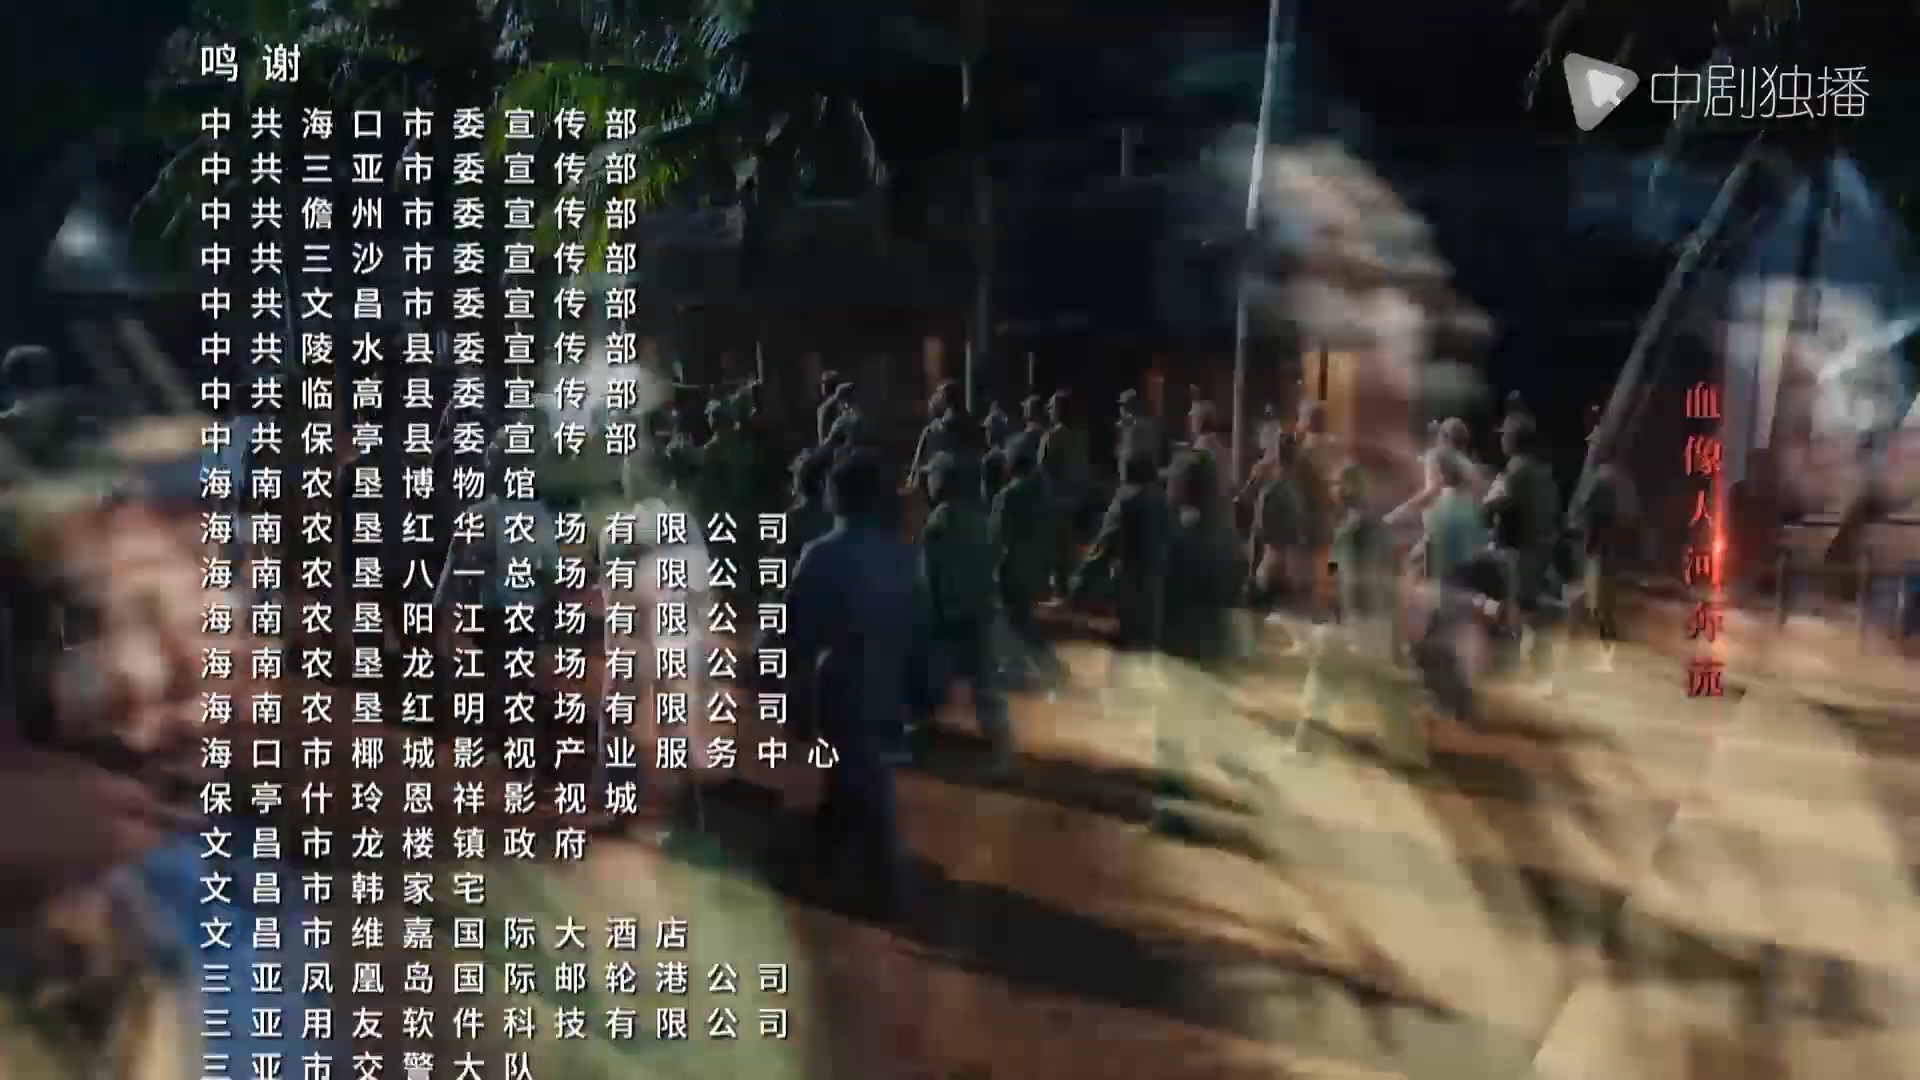 鸣谢
中共海口市委宣传部
中共三亚市委宣传部
中共儋州市委宣传部
中共三沙市委宣传部
中共文昌市委宣传部
中共陵水县委宣传部
中共临高县委宣传部
中共保亭县委宣传部
海南农垦博物馆
海南农垦红华农场有限公司
海南农垦八一总场有限公司
海南农垦阳江农场有限公司
海南农垦龙江农场有限公司
海南农垦红明农场有限公司
海口市椰城影视产业服务中心
保亭什玲恩祥影视城
文昌市龙楼镇政府
文昌市韩家宅
文昌市维嘉国际大酒店
三亚凤凰岛国际邮轮港公司
三亚用友软件科技有限公司
三亚市交警大队
中剧独播
血像大河东流